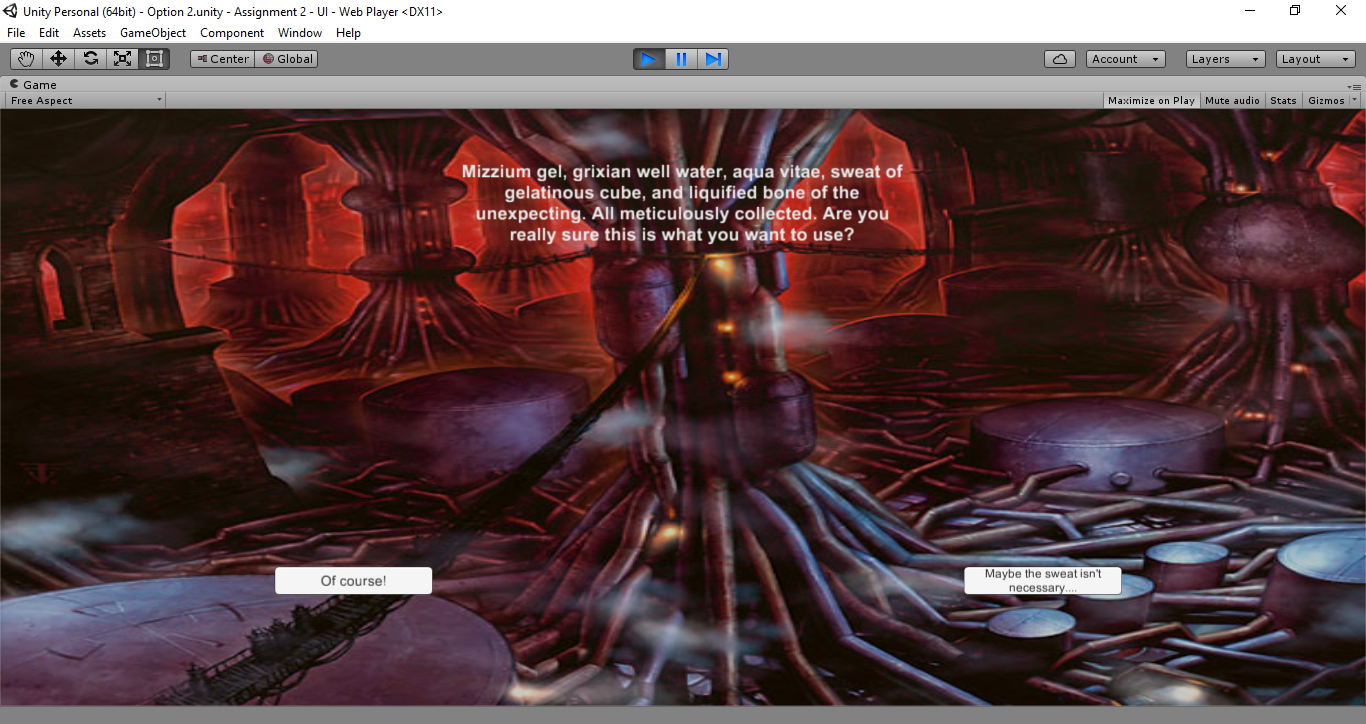 Unity Personal (64bit) - Option 2.unity - Assignment 2 - UI - Web Player <DX11>
File Edit Assets GameObject Component Window Help
Center Global Account Layers Layout
Game
Free Aspect Maximize on Play Mute audio Stats Gizmos
Mizzium gel, grixian well water, aqua vitae, sweat of
gelatinous cube, and liquified bone of the
unexpecting. All meticulously collected. Are you
really sure this is what you want to use?
Of course!
Maybe the sweat isn't
necessary....